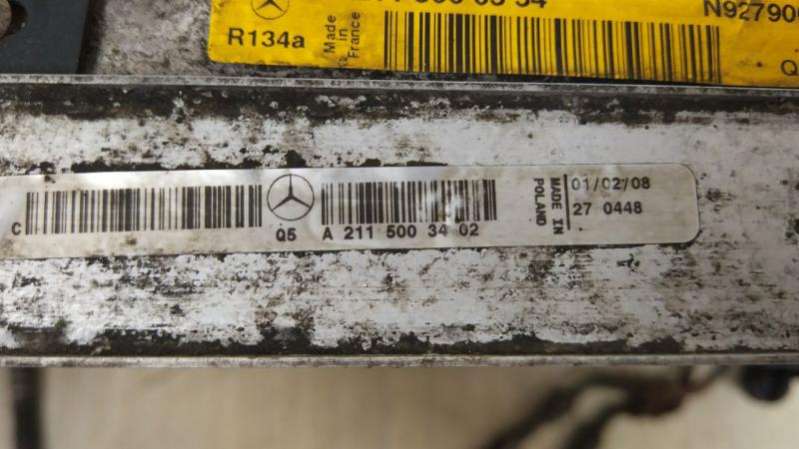 R134a
Made
in
France
N92790
Q
C
Q5
A 211 500 34 02
MADE IN
POLAND
01/02/08
27 0448